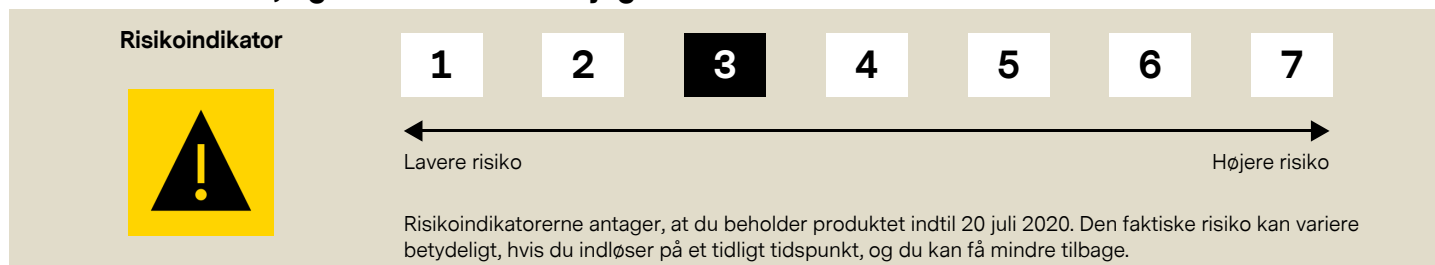 Risikoindikator
1 2 3 4 5 6 7
Lavere risiko Højere risiko
Risikoindikatorerne antager, at du beholder produktet indtil 20 juli 2020. Den faktiske risiko kan variere
betydeligt, hvis du indløser på et tidligt tidspunkt, og du kan få mindre tilbage.